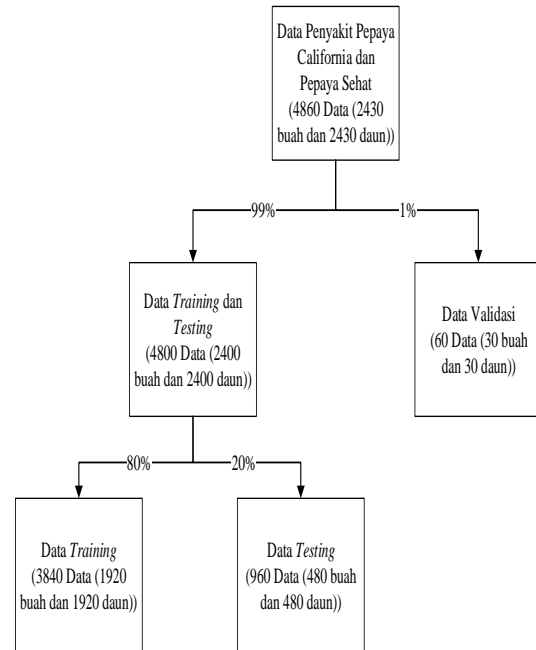 Data Penyakit Pepaya
California dan
Pepaya Sehat
(4860 Data (2430
buah dan 2430 daun))
99%
1%
Data Training dan
Testing
(4800 Data (2400
buah dan 2400 daun))
Data Validasi
(60 Data (30 buah
dan 30 daun))
80%
20%
Data Training
(3840 Data (1920
buah dan 1920 daun))
Data Testing
(960 Data (480 buah
dan 480 daun))